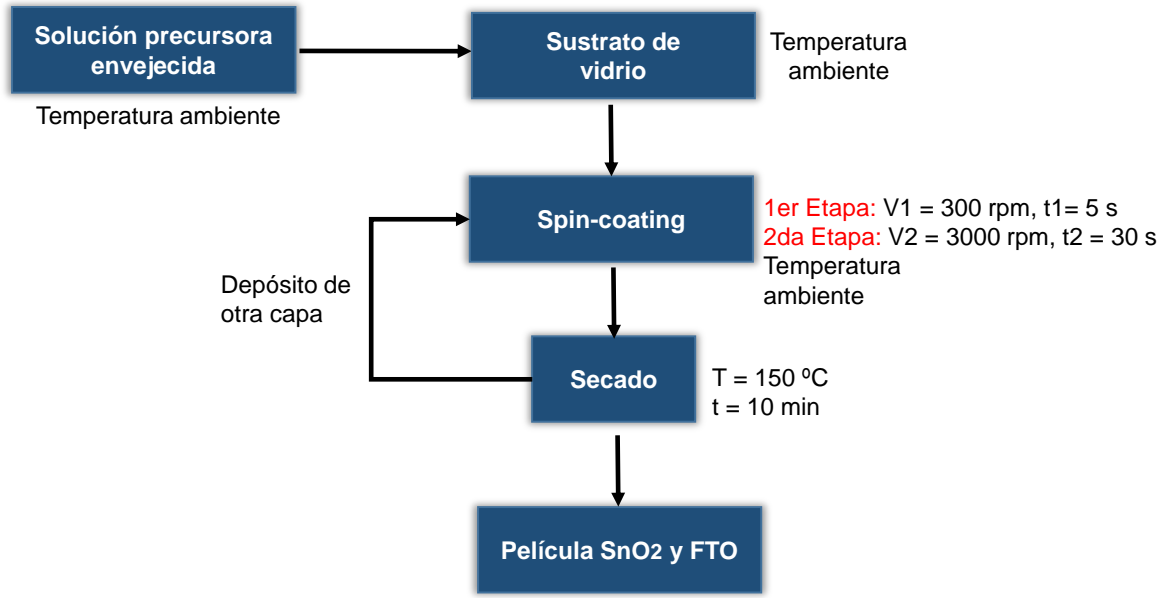 Solución precursora
envejecida
Temperatura ambiente
Sustrato de
vidrio
Temperatura
ambiente
Spin-coating
1er Etapa: V1 = 300 rpm, t1= 5 s
2da Etapa: V2 = 3000 rpm, t2 = 30 s
Temperatura
ambiente
Depósito de
otra capa
Secado
T = 150 ºC
t = 10 min
Película SnO2 y FTO